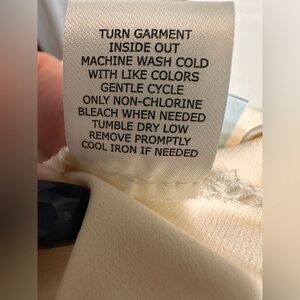 TURN GARMENT
INSIDE OUT
MACHINE WASH COLD
WITH LIKE COLORS
GENTLE CYCLE
ONLY NON-CHLORINE
BLEACH WHEN NEEDED
TUMBLE DRY LOW
REMOVE PROMPTLY
COOL IRON IF NEEDED